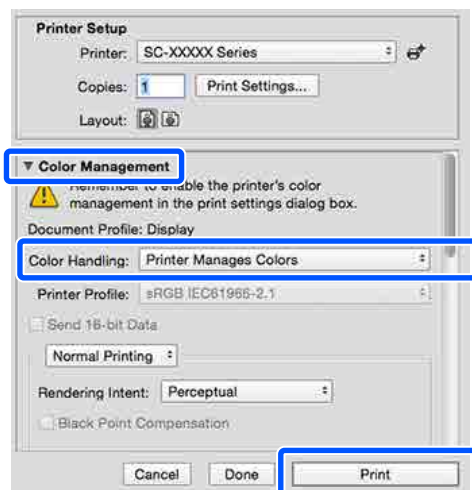 Printer Setup
Printer: SC-XXXXX Series
Copies: 1 Print Settings...
Layout:
Color Management
Remember to enable the printer's color
management in the print settings dialog box.
Document Profile: Display
Color Handling: Printer Manages Colors
Printer Profile: sRGB IEC61966-2.1
Send 16-bit Data
Normal Printing
Rendering Intent: Perceptual
Black Point Compensation
Cancel Done Print